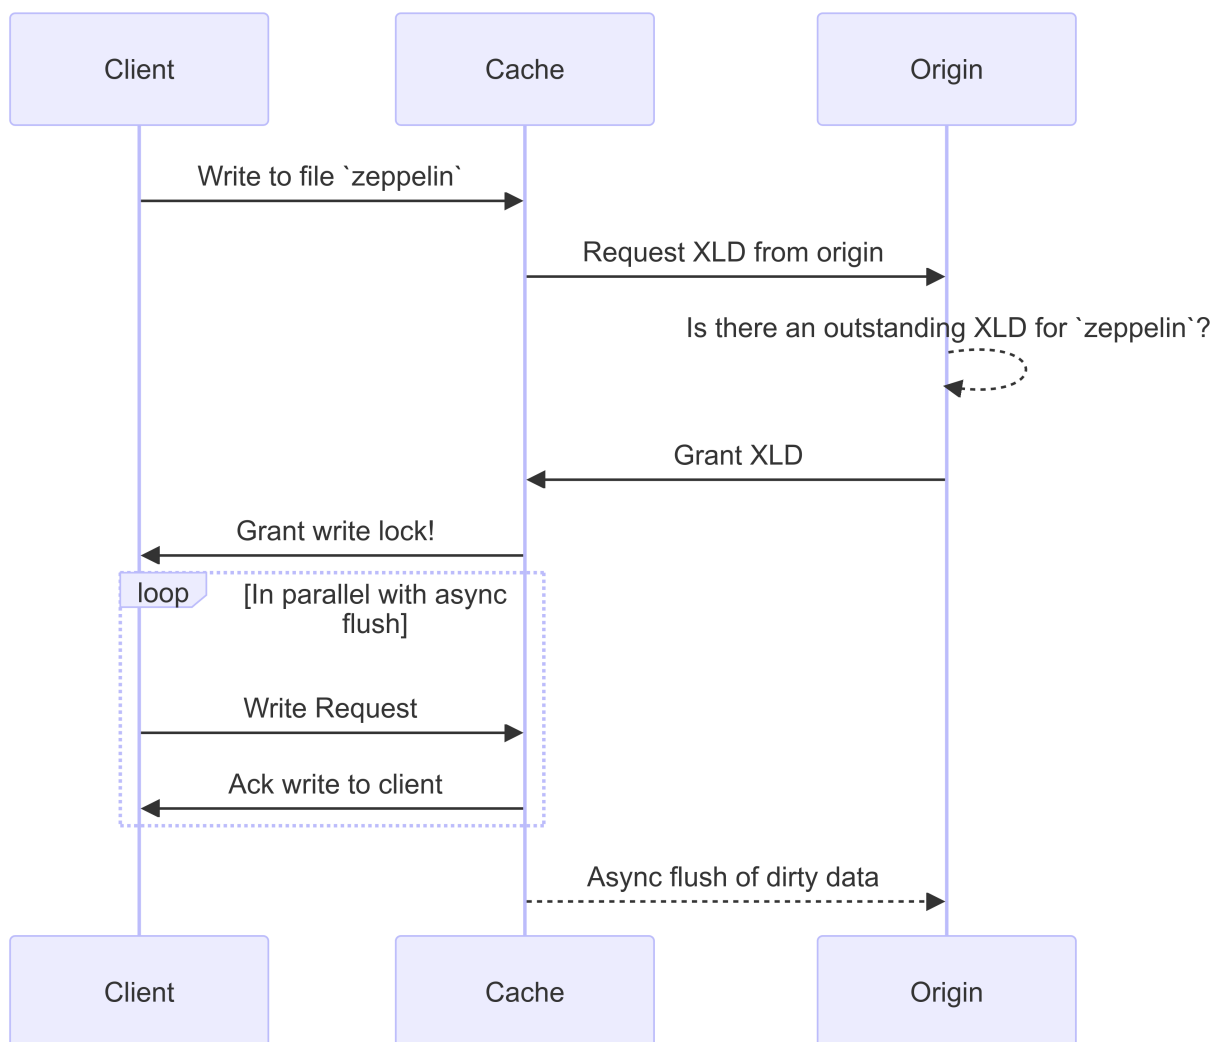 Client
Cache
Origin
Write to file `zeppelin`
Request XLD from origin
Is there an outstanding XLD for `zeppelin`?
Grant XLD
Grant write lock!
loop
[In parallel with async
flush]
Write Request
Ack write to client
Async flush of dirty data
Client
Cache
Origin